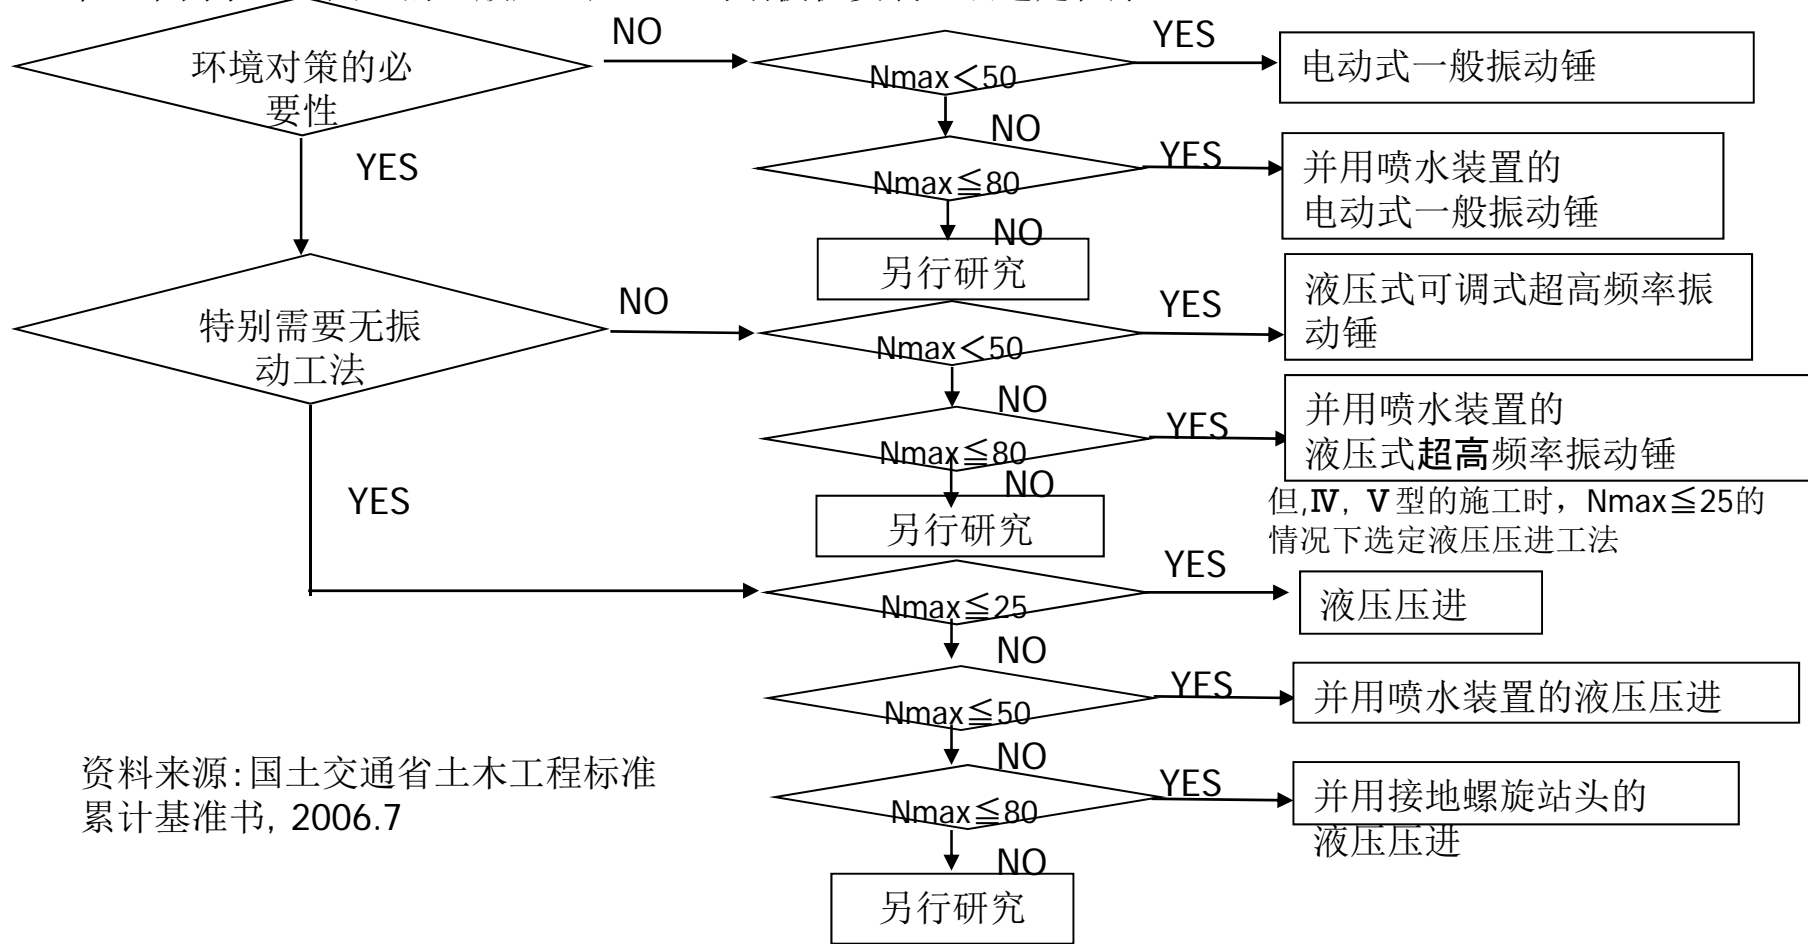 NO
YES
环境对策的必
要性
Nmax＜50
电动式一般振动锤
NO
YES
YES
Nmax≦80
并用喷水装置的
电动式一般振动锤
NO
另行研究
特别需要无振
动工法
NO
YES
Nmax＜50
液压式可调式超高频率振
动锤
NO
YES
Nmax≦80
并用喷水装置的
液压式超高频率振动锤
YES
NO
另行研究
但,Ⅳ, Ⅴ型的施工时，Nmax≦25的
情况下选定液压压进工法
YES
Nmax≦25
液压压进
NO
YES
Nmax≦50
并用喷水装置的液压压进
NO
YES
Nmax≦80
并用接地螺旋站头的
液压压进
资料来源:国土交通省土木工程标准
累计基准书, 2006.7
NO
另行研究